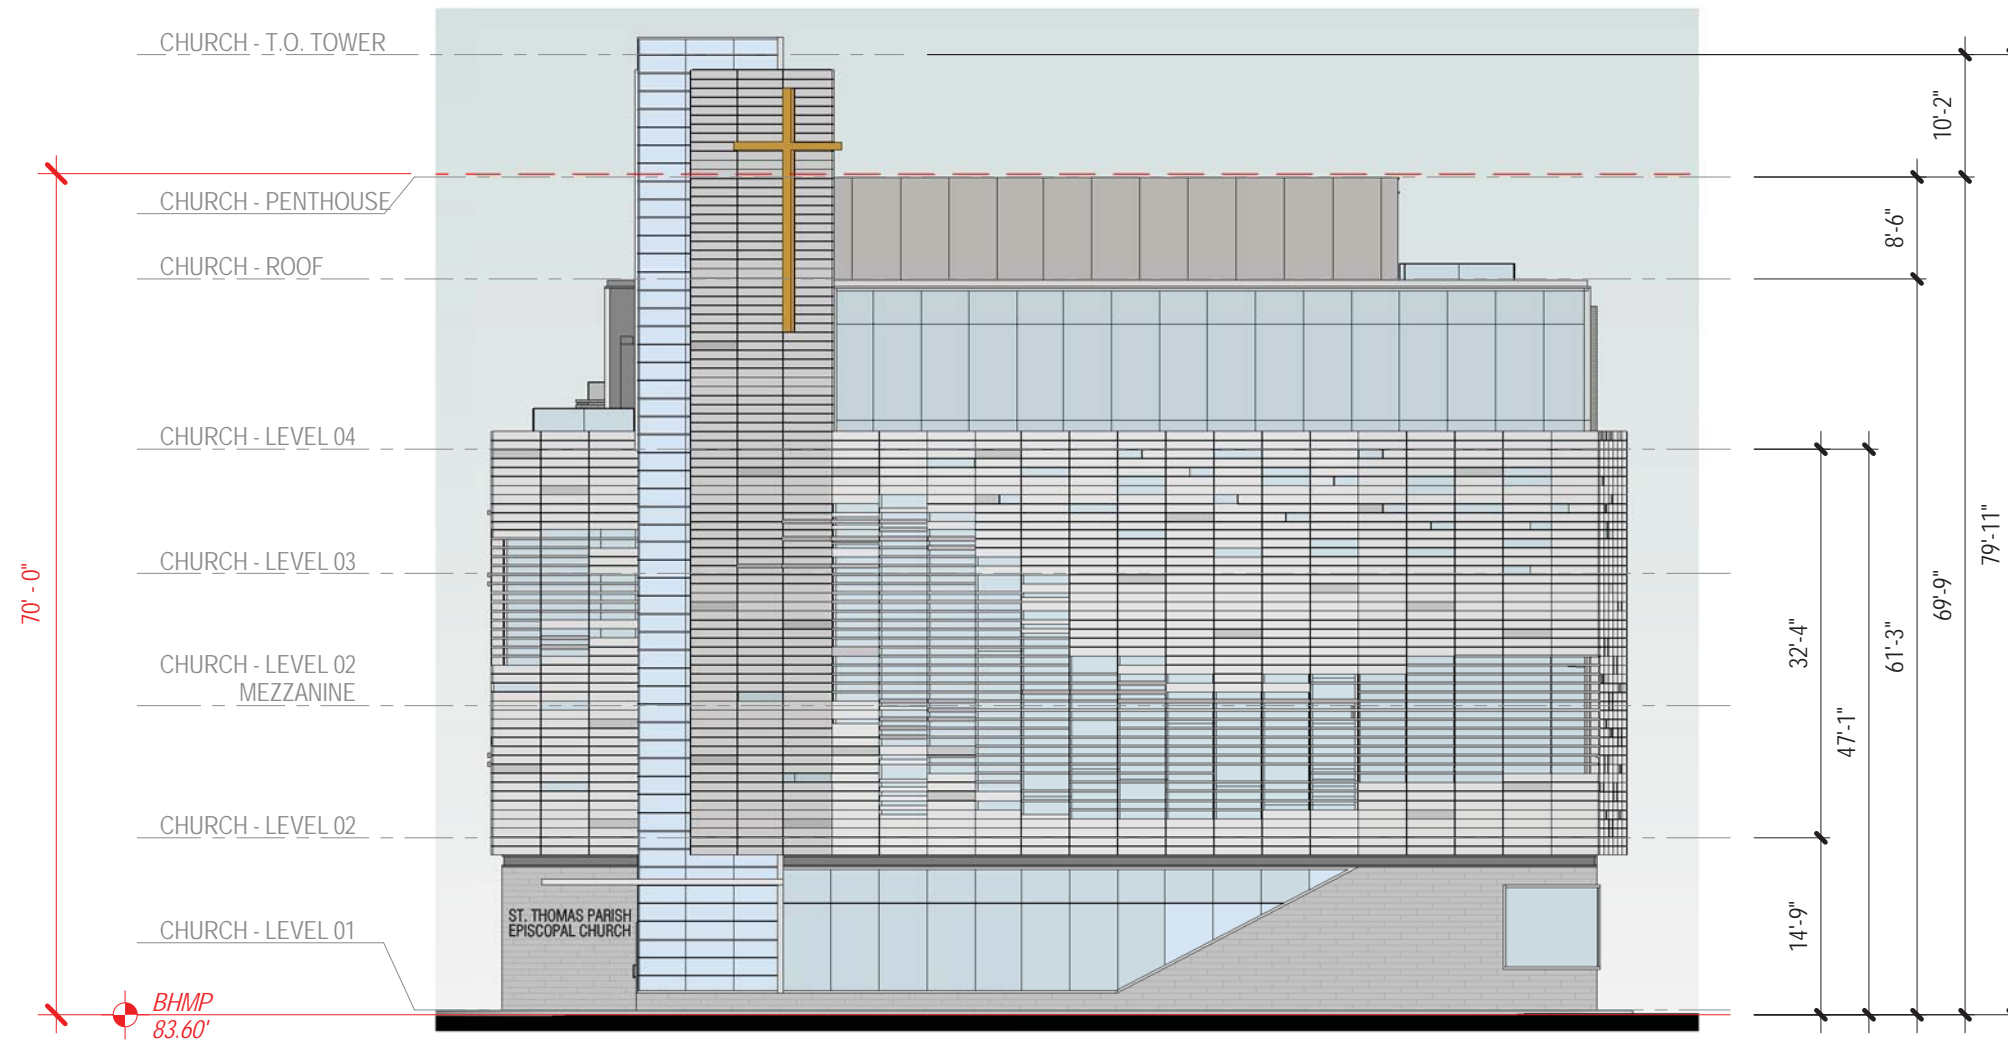 CHURCH - T.O. TOWER
CHURCH - PENTHOUSE
CHURCH - ROOF
CHURCH - LEVEL 04
CHURCH - LEVEL 03
CHURCH - LEVEL 02
MEZZANINE
CHURCH - LEVEL 02
CHURCH - LEVEL 01
70' - 0"
BHMP
83.60'
ST. THOMAS PARISH
EPISCOPAL CHURCH
10'-2"
8'-6"
32'-4"
14'-9"
47'-1"
61'-3"
69'-9"
79'-11"